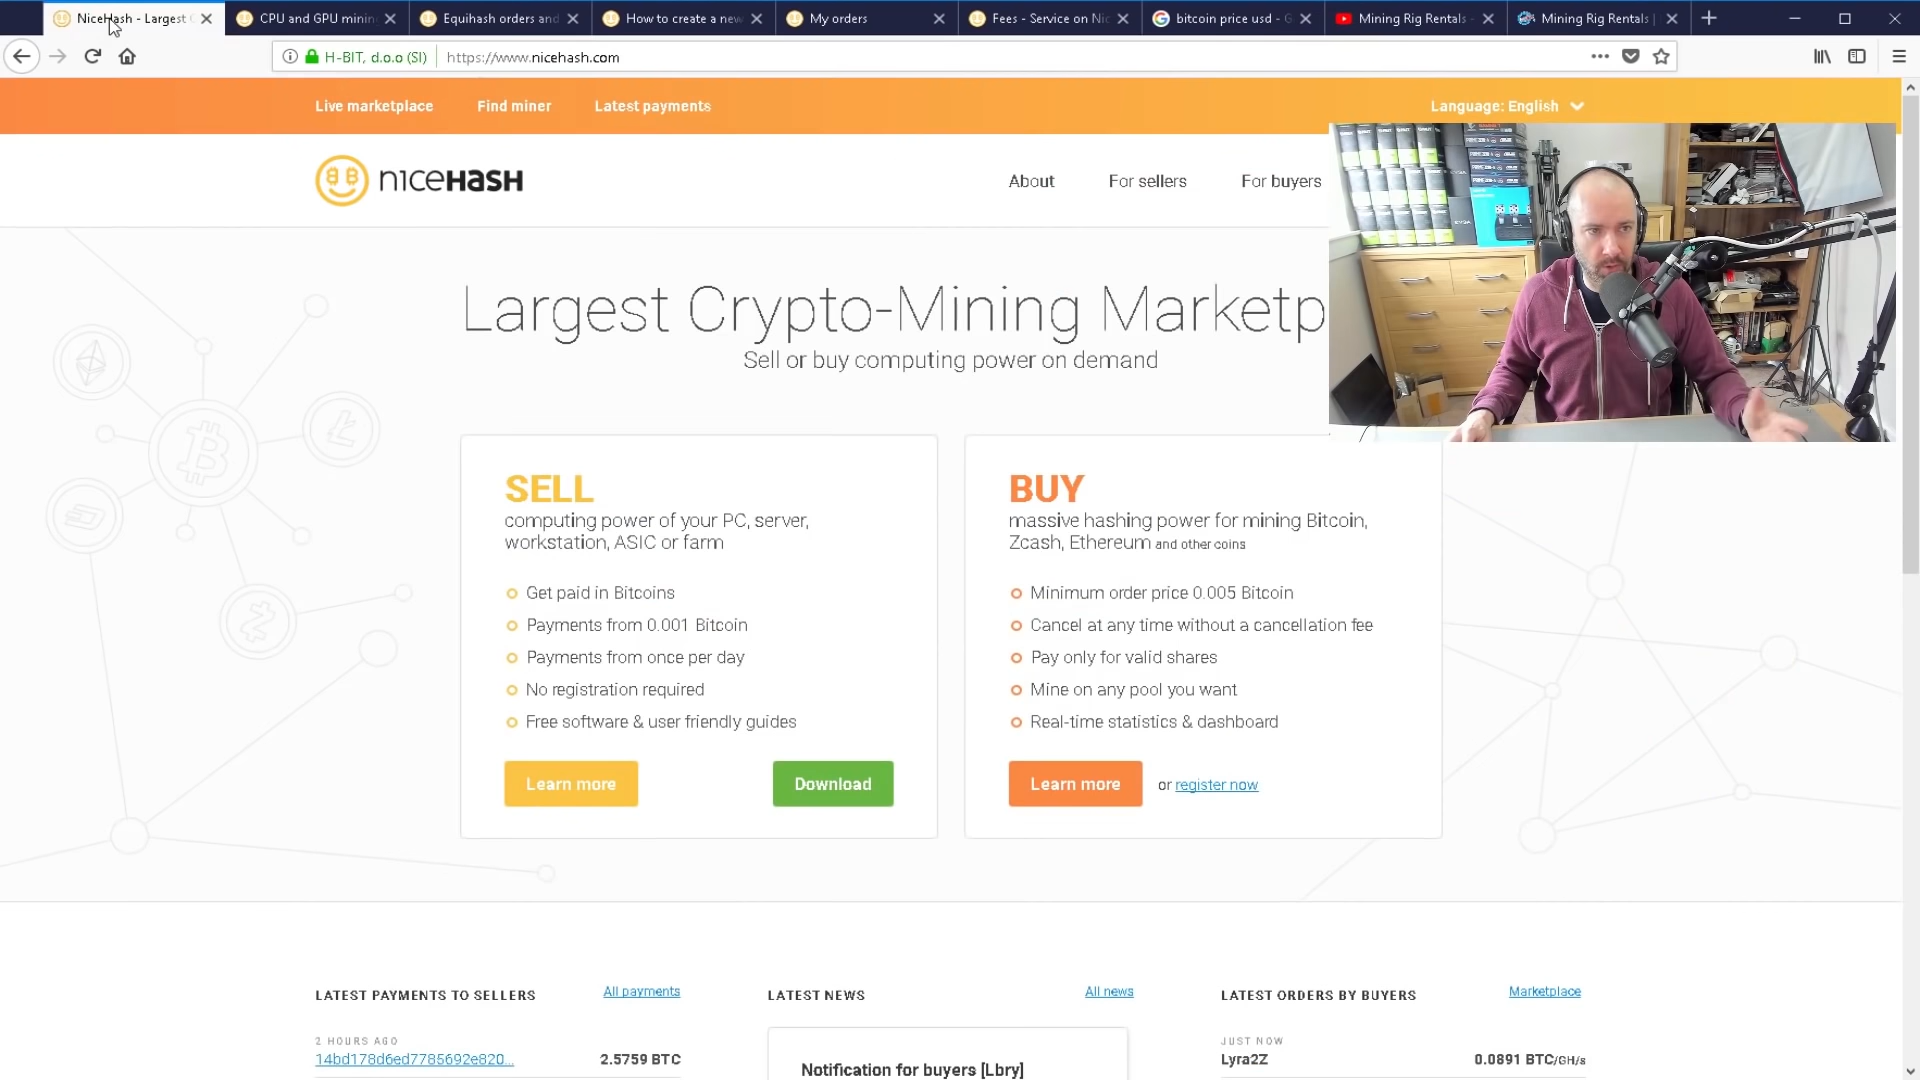 NiceHash - Largest C
CPU and GPU minin
Equihash orders and
How to create a new
My orders
Fees - Service on Nic
bitcoin price usd - G
Mining Rig Rentals -
Mining Rig Rentals |
H-BIT, d.o.o (SI)
https://www.nicehash.com
Live marketplace
Find miner
Latest payments
Language: English
nıceHASH
About
For sellers
For buyers
Largest Crypto-Mining Marketp
Sell or buy computing power on demand
SELL
computing power of your PC, server,
workstation, ASIC or farm
Get paid in Bitcoins
Payments from 0.001 Bitcoin
Payments from once per day
No registration required
Free software & user friendly guides
Learn more
Download
BUY
massive hashing power for mining Bitcoin,
Zcash, Ethereum and other coins
Minimum order price 0.005 Bitcoin
Cancel at any time without a cancellation fee
Pay only for valid shares
Mine on any pool you want
Real-time statistics & dashboard
Learn more
or register now
LATEST PAYMENTS TO SELLERS
All payments
2 HOURS AGO
14bd178d6ed7785692e820...
2.5759 BTC
LATEST NEWS
All news
Notification for buyers [Lbry]
LATEST ORDERS BY BUYERS
Marketplace
JUST NOW
Lyra2Z
0.0891 BTC/GH/s